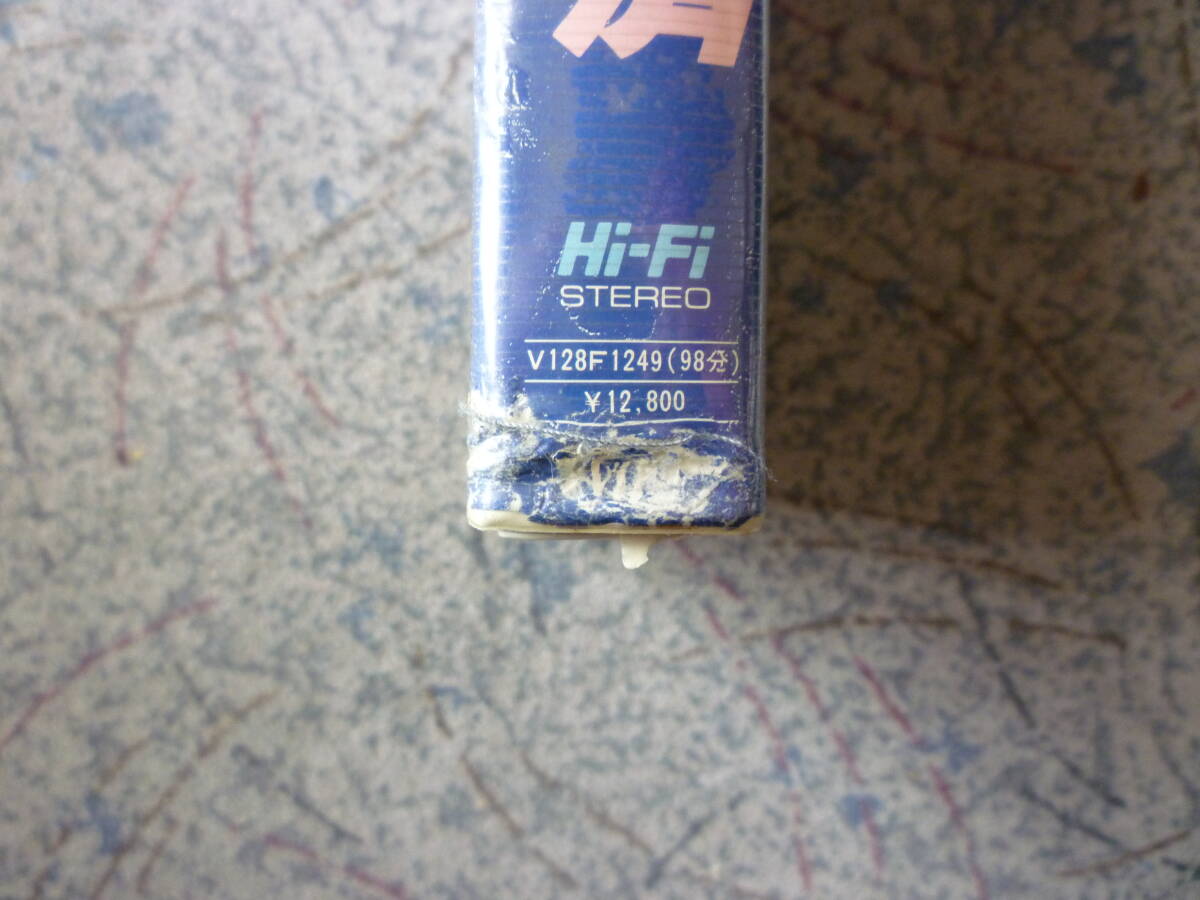 Hi-Fi
STEREO
V128F1249(98分)
￥12,800